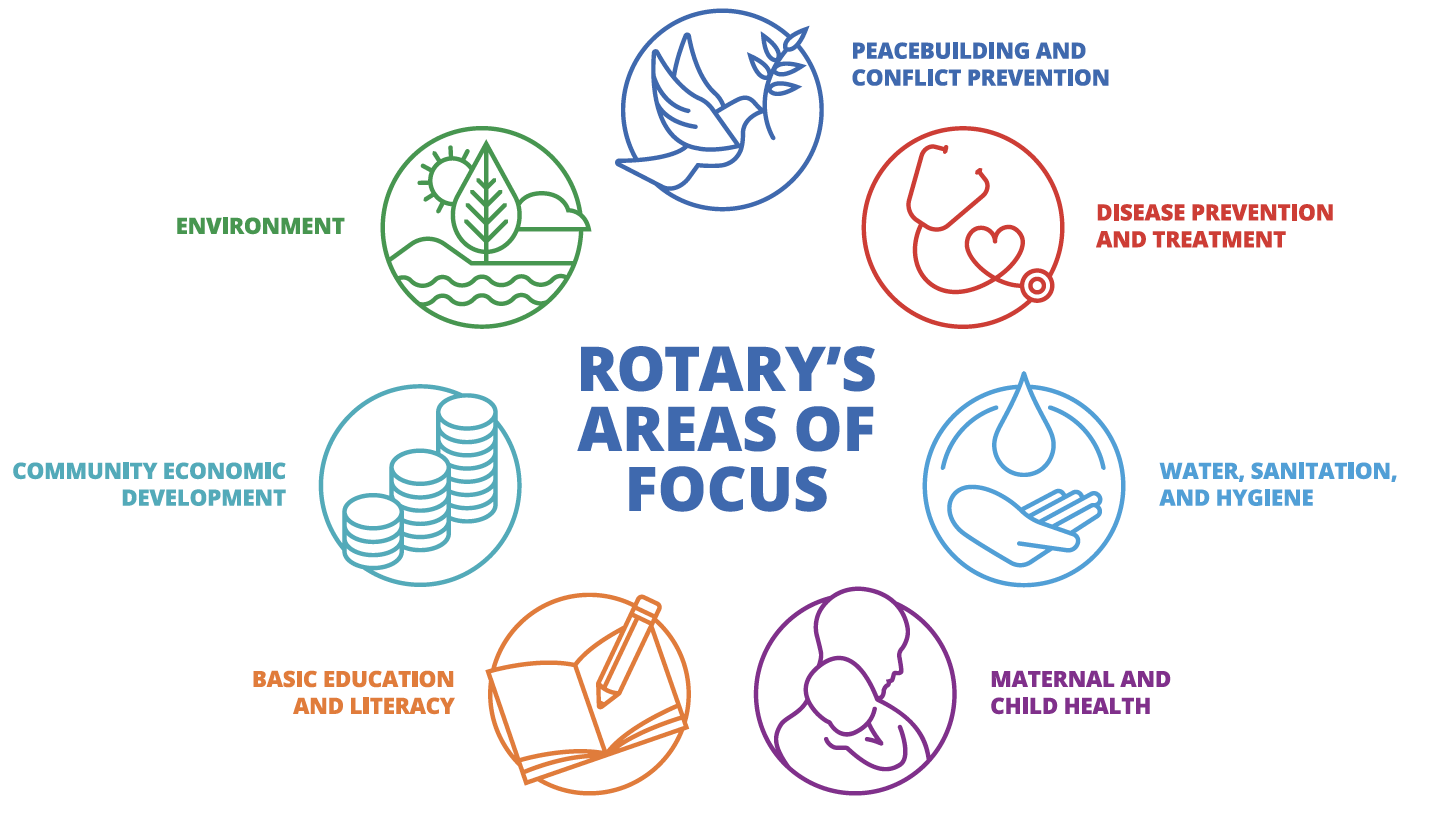 PEACEBUILDING AND
CONFLICT PREVENTION
ENVIRONMENT
DISEASE PREVENTION
AND TREATMENT
ROTARY’S
AREAS OF
FOCUS
COMMUNITY ECONOMIC
DEVELOPMENT
WATER, SANITATION,
AND HYGIENE
BASIC EDUCATION
AND LITERACY
MATERNAL AND
CHILD HEALTH